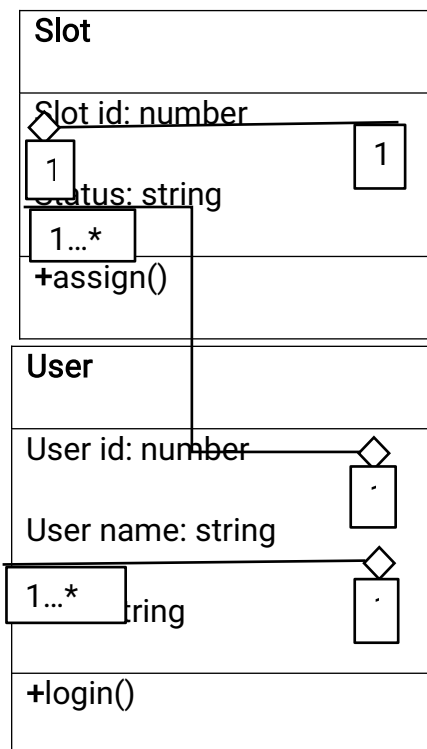 Slot
Slot id: number
1
1
Status: string
1...*
+assign()
User
User id: number
User name: string
1...*
tring
+login()